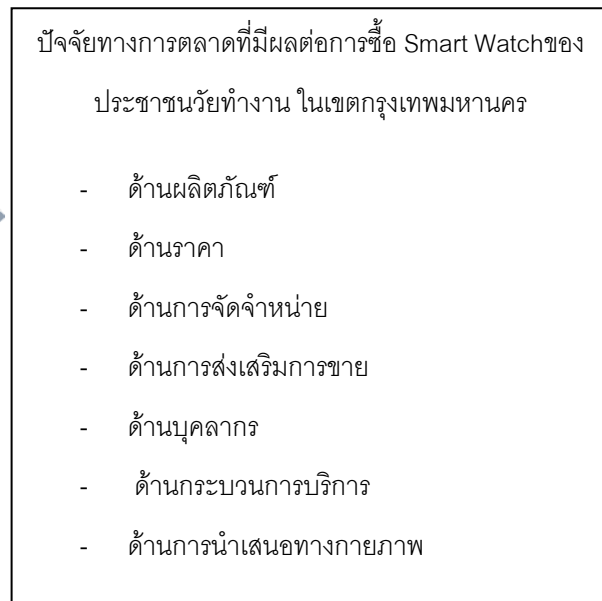 ปัจจัยทางการตลาดที่มีผลต่อการซื้อ Smart Watchของ
ประชาชนวัยทำงาน ในเขตกรุงเทพมหานคร
- ด้านผลิตภัณฑ์
- ด้านราคา
- ด้านการจัดจำหน่าย
- ด้านการส่งเสริมการขาย
- ด้านบุคลากร
- ด้านกระบวนการบริการ
- ด้านการนำเสนอทางกายภาพ